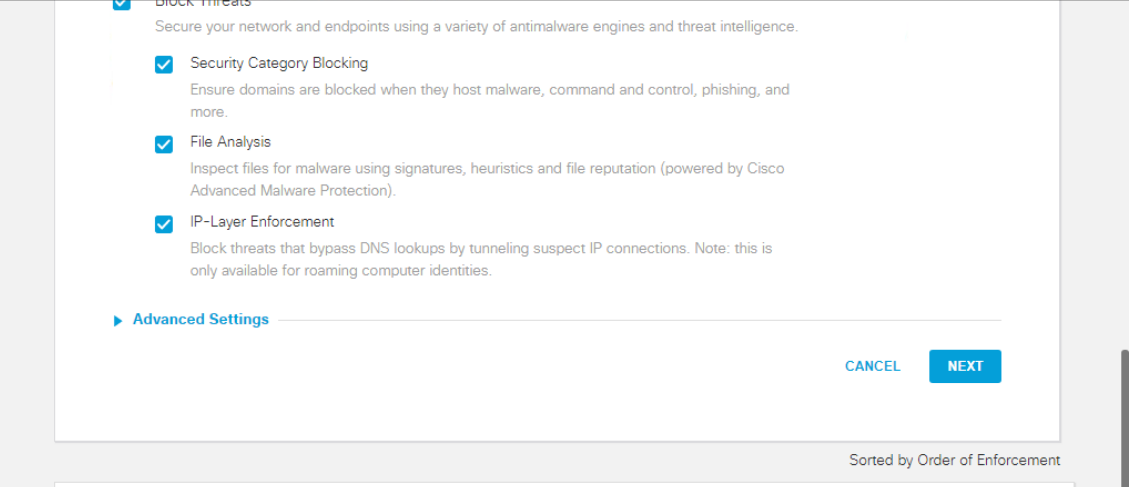 Block Threats
Secure your network and endpoints using a variety of antimalware engines and threat intelligence.
Security Category Blocking
Ensure domains are blocked when they host malware, command and control, phishing, and
more.
File Analysis
Inspect files for malware using signatures, heuristics and file reputation (powered by Cisco
Advanced Malware Protection).
IP-Layer Enforcement
Block threats that bypass DNS lookups by tunneling suspect IP connections. Note: this is
only available for roaming computer identities.
Advanced Settings
CANCEL NEXT
Sorted by Order of Enforcement